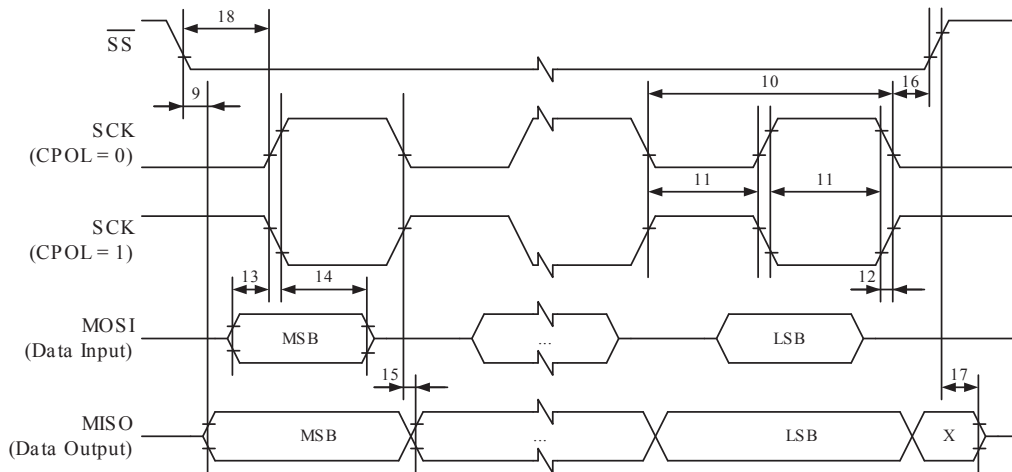 18
SS
9
10
16
SCK
(CPOL = 0)
11
11
SCK
(CPOL = 1)
13
14
12
MOSI
(Data Input)
MSB
...
LSB
15
17
MISO
(Data Output)
MSB
...
LSB
X